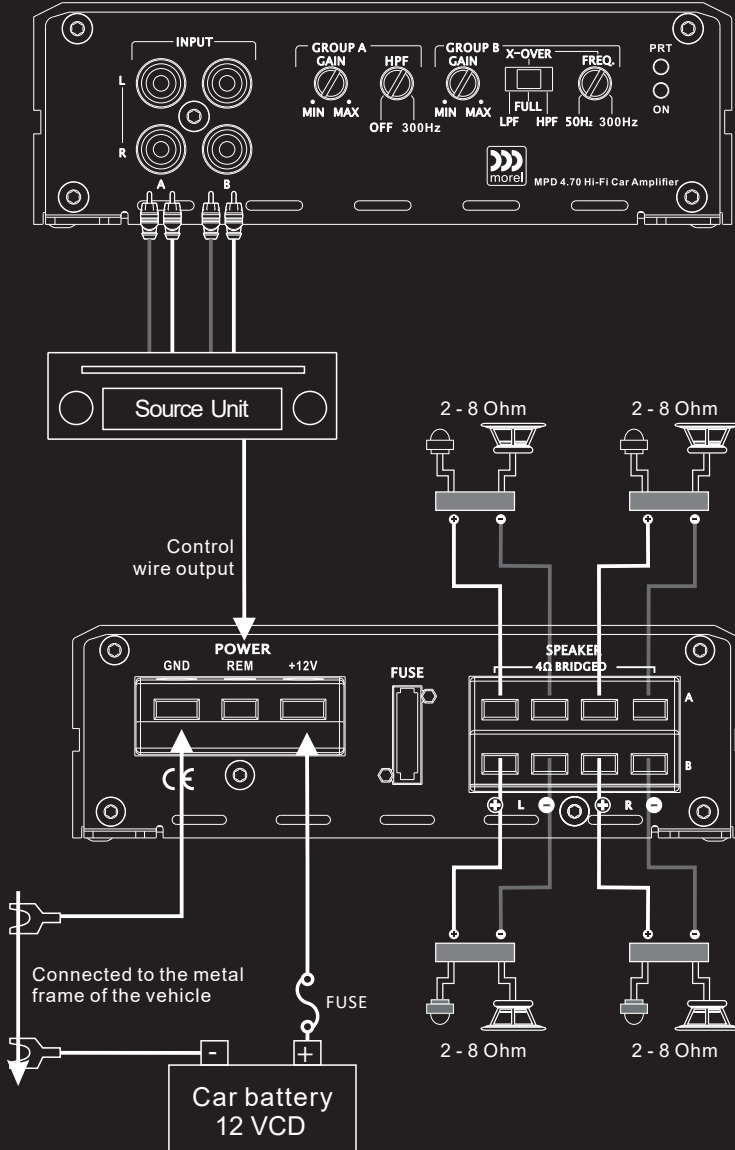 INPUT
L
R
A
B
GROUP A
GAIN
HPF
MIN MAX
OFF 300Hz
GROUP B
GAIN
X-OVER
FREQ.
MIN MAX
FULL
LPF HPF
50Hz 300Hz
PRT
ON
morel
MPD 4.70 Hi-Fi Car Amplifier
Source Unit
2 - 8 Ohm
2 - 8 Ohm
+ -
+ -
Control
wire output
POWER
GND REM +12V
FUSE
SPEAKER
4Ω BRIDGED
A
B
CE
+ L - + R -
+ -
+ -
Connected to the metal
frame of the vehicle
FUSE
2 - 8 Ohm
2 - 8 Ohm
- +
Car battery
12 VCD